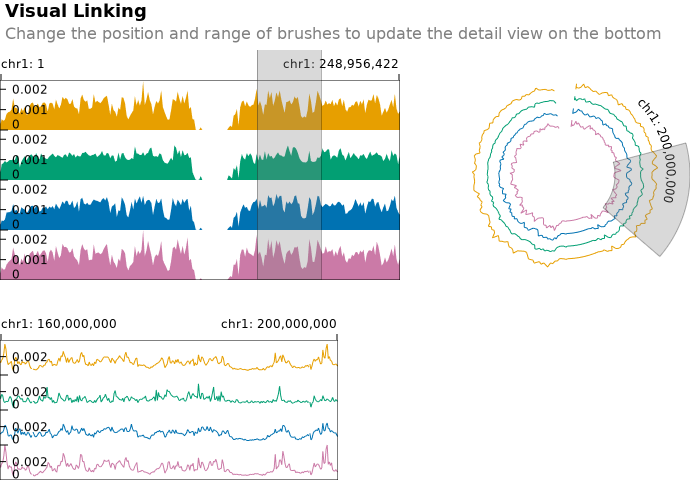 Visual Linking
Change the position and range of brushes to update the detail view on the bottom
chr1: 1
chr1: 248,956,422
0.002
0.001
0
0.002
0.001
0
0.002
0.001
0
0.002
0.001
0
chr1: 200,000,000
chr1: 160,000,000
chr1: 200,000,000
0.002
0
0.002
0
0.002
0
0.002
0